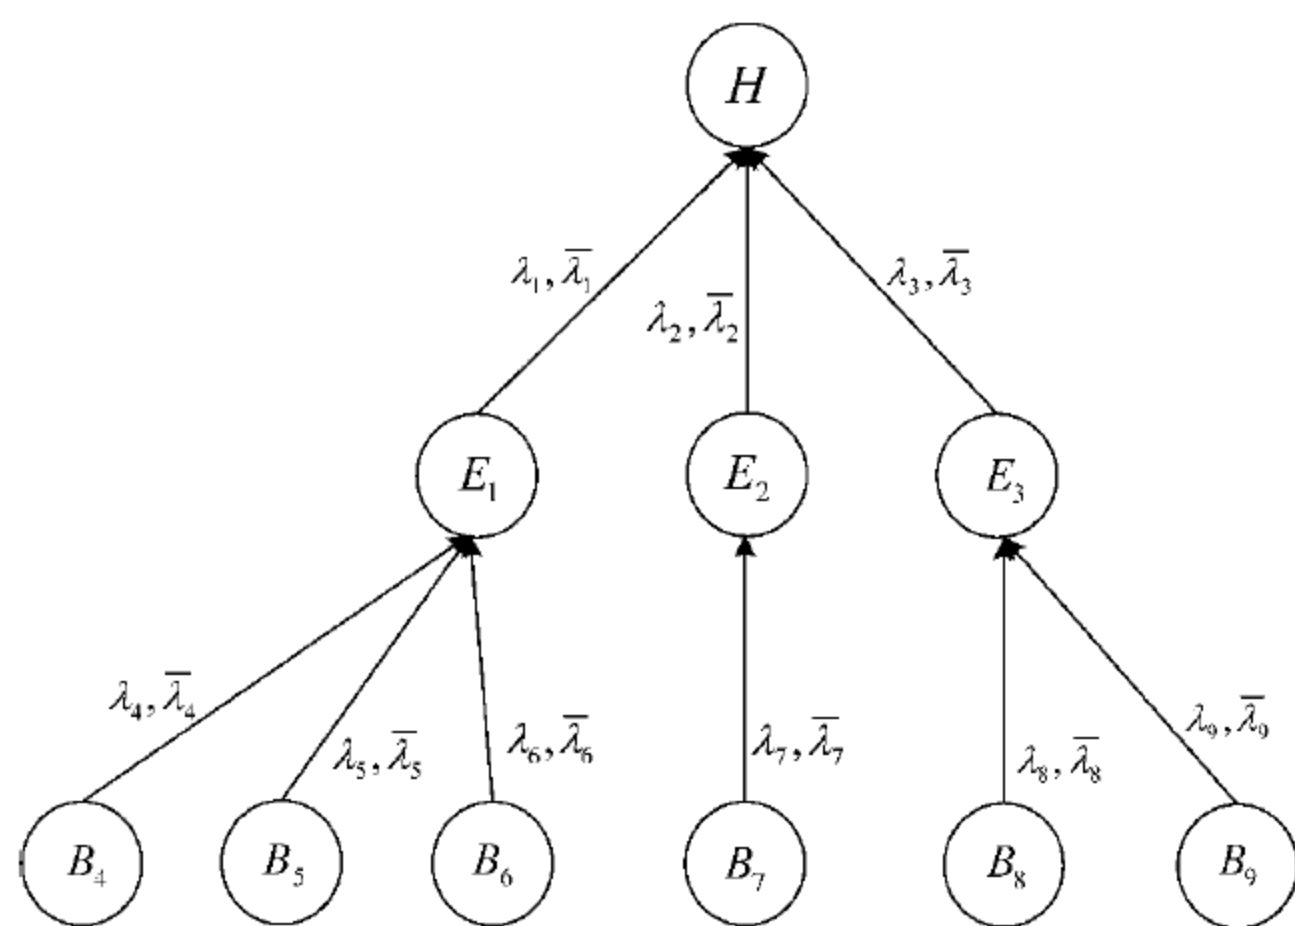 H
λ₁, λ̅₁
λ₂, λ̅₂
λ₃, λ̅₃
E₁
E₂
E₃
λ₄, λ̅₄
λ₅, λ̅₅
λ₆, λ̅₆
λ₇, λ̅₇
λ₈, λ̅₈
λ₉, λ̅₉
B₄
B₅
B₆
B₇
B₈
B₉